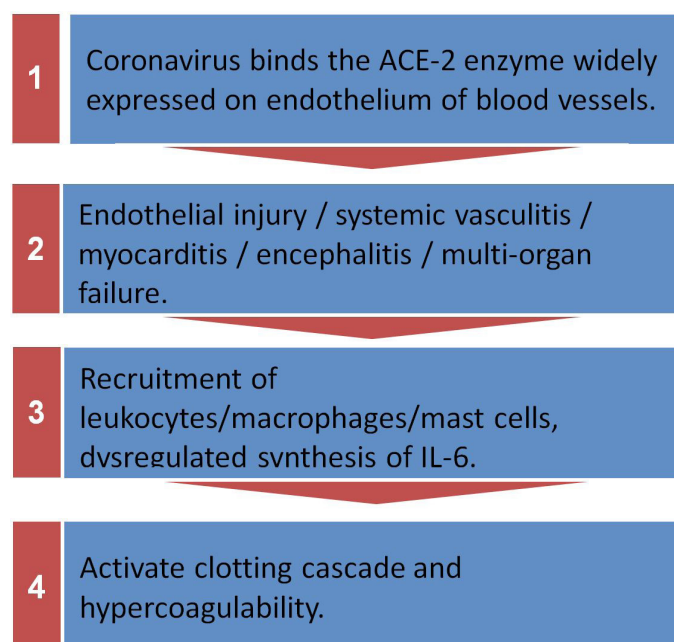 1
Coronavirus binds the ACE-2 enzyme widely
expressed on endothelium of blood vessels.
2
Endothelial injury / systemic vasculitis /
myocarditis / encephalitis / multi-organ
failure.
3
Recruitment of
leukocytes/macrophages/mast cells,
dysregulated synthesis of IL-6.
4
Activate clotting cascade and
hypercoagulability.